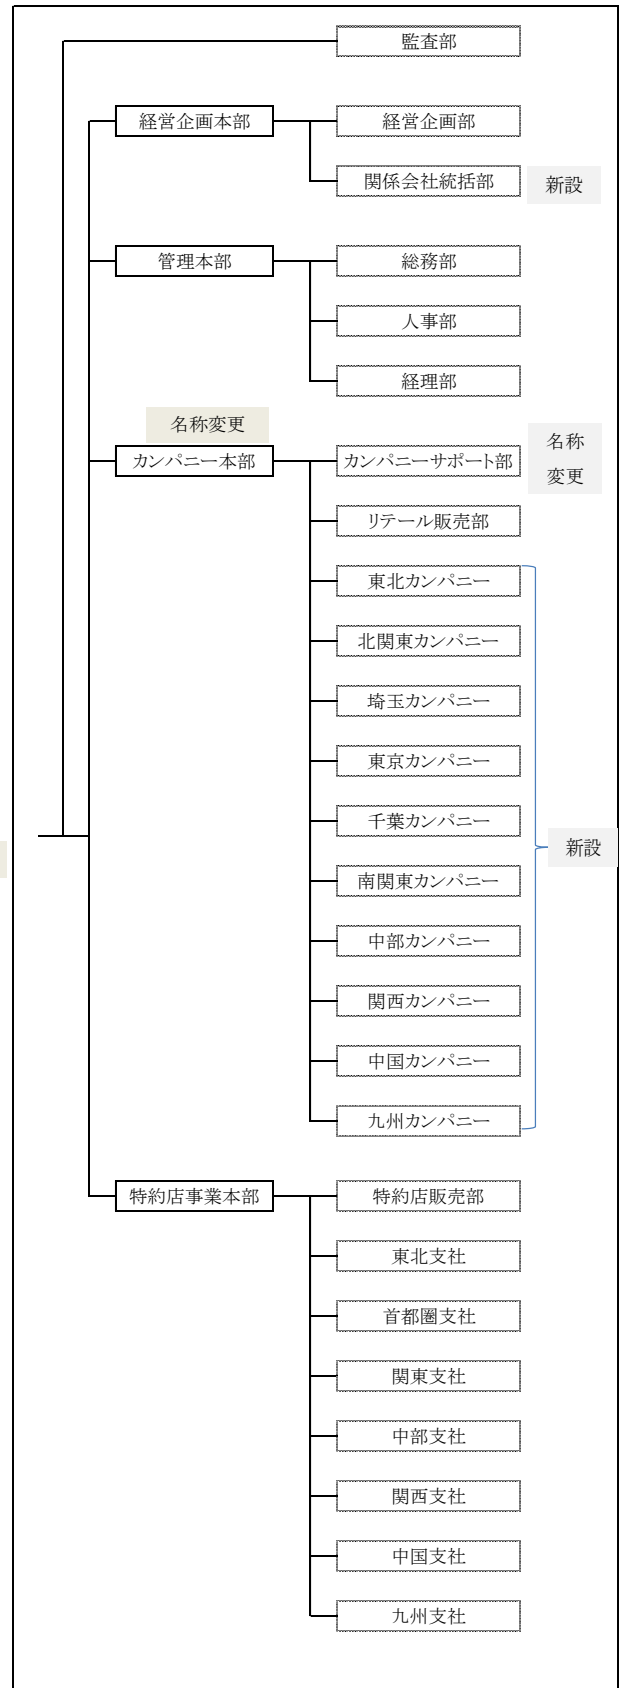 監査部
経営企画本部
経営企画部
関係会社統括部
新設
管理本部
総務部
人事部
経理部
名称変更
カンパニー本部
カンパニーサポート部
名称
変更
リテール販売部
東北カンパニー
北関東カンパニー
埼玉カンパニー
東京カンパニー
千葉カンパニー
新設
南関東カンパニー
中部カンパニー
関西カンパニー
中国カンパニー
九州カンパニー
特約店事業本部
特約店販売部
東北支社
首都圏支社
関東支社
中部支社
関西支社
中国支社
九州支社